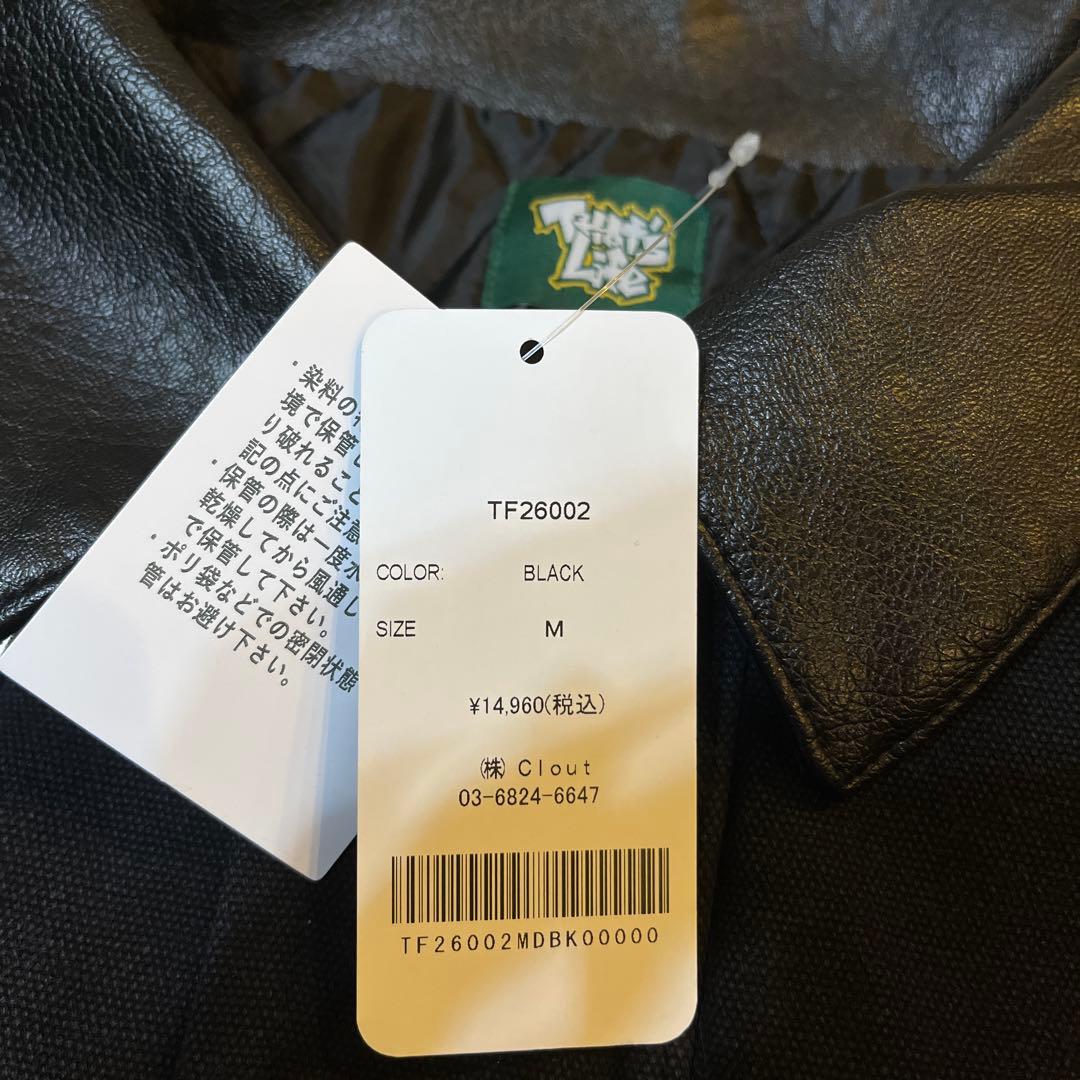 TF26002
COLOR: BLACK
SIZE M
¥14,960(税込)
㈱ Clout
03-6824-6647
TF26002MDBK00000
・染料の
境で保管し
り破れること
記の点にご注意
・保管の際は一度水
乾燥してから風通し
で保管して下さい。
・ポリ袋などでの密閉状態
管はお避け下さい。